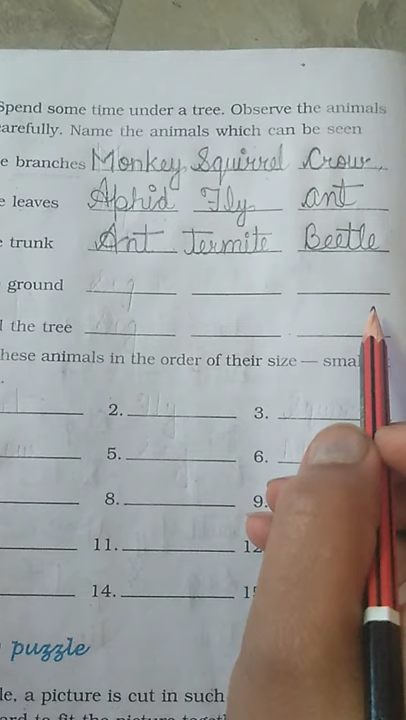 Spend some time under a tree. Observe the animals
arefully. Name the animals which can be seen
e branches Monkey, Squirrel Crow,
e leaves Aphid Fly ant
trunk Ant Termite Beetle
ground
the tree
hese animals in the order of their size — smal
2. 3.
5. 6.
8. 9.
11.
14.
puzzle
le, a picture is cut in such